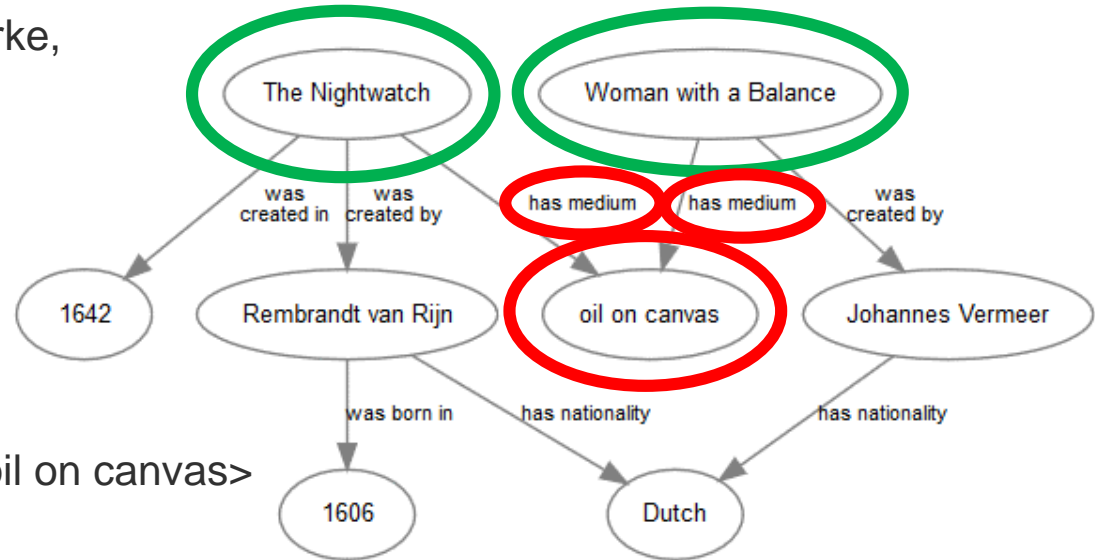 rke,
The Nightwatch
Woman with a Balance
was
created in
was
created by
has medium
has medium
was
created by
1642
Rembrandt van Rijn
oil on canvas
Johannes Vermeer
was born in
has nationality
has nationality
oil on canvas>
1606
Dutch